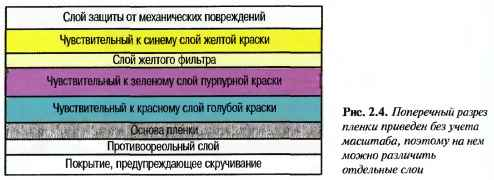 Слой защиты от механических повреждений
Чувствительный к синему слой желтой краски
Слой желтого фильтра
Чувствительный к зеленому слой пурпурной краски
Чувствительный к красному слой голубой краски
Основа пленки
Противоореольный слой
Покрытие, предупреждающее скручивание
Рис. 2.4. Поперечный разрез
пленки приведен без учета
масштаба, поэтому на нем
можно различить
отдельные слои